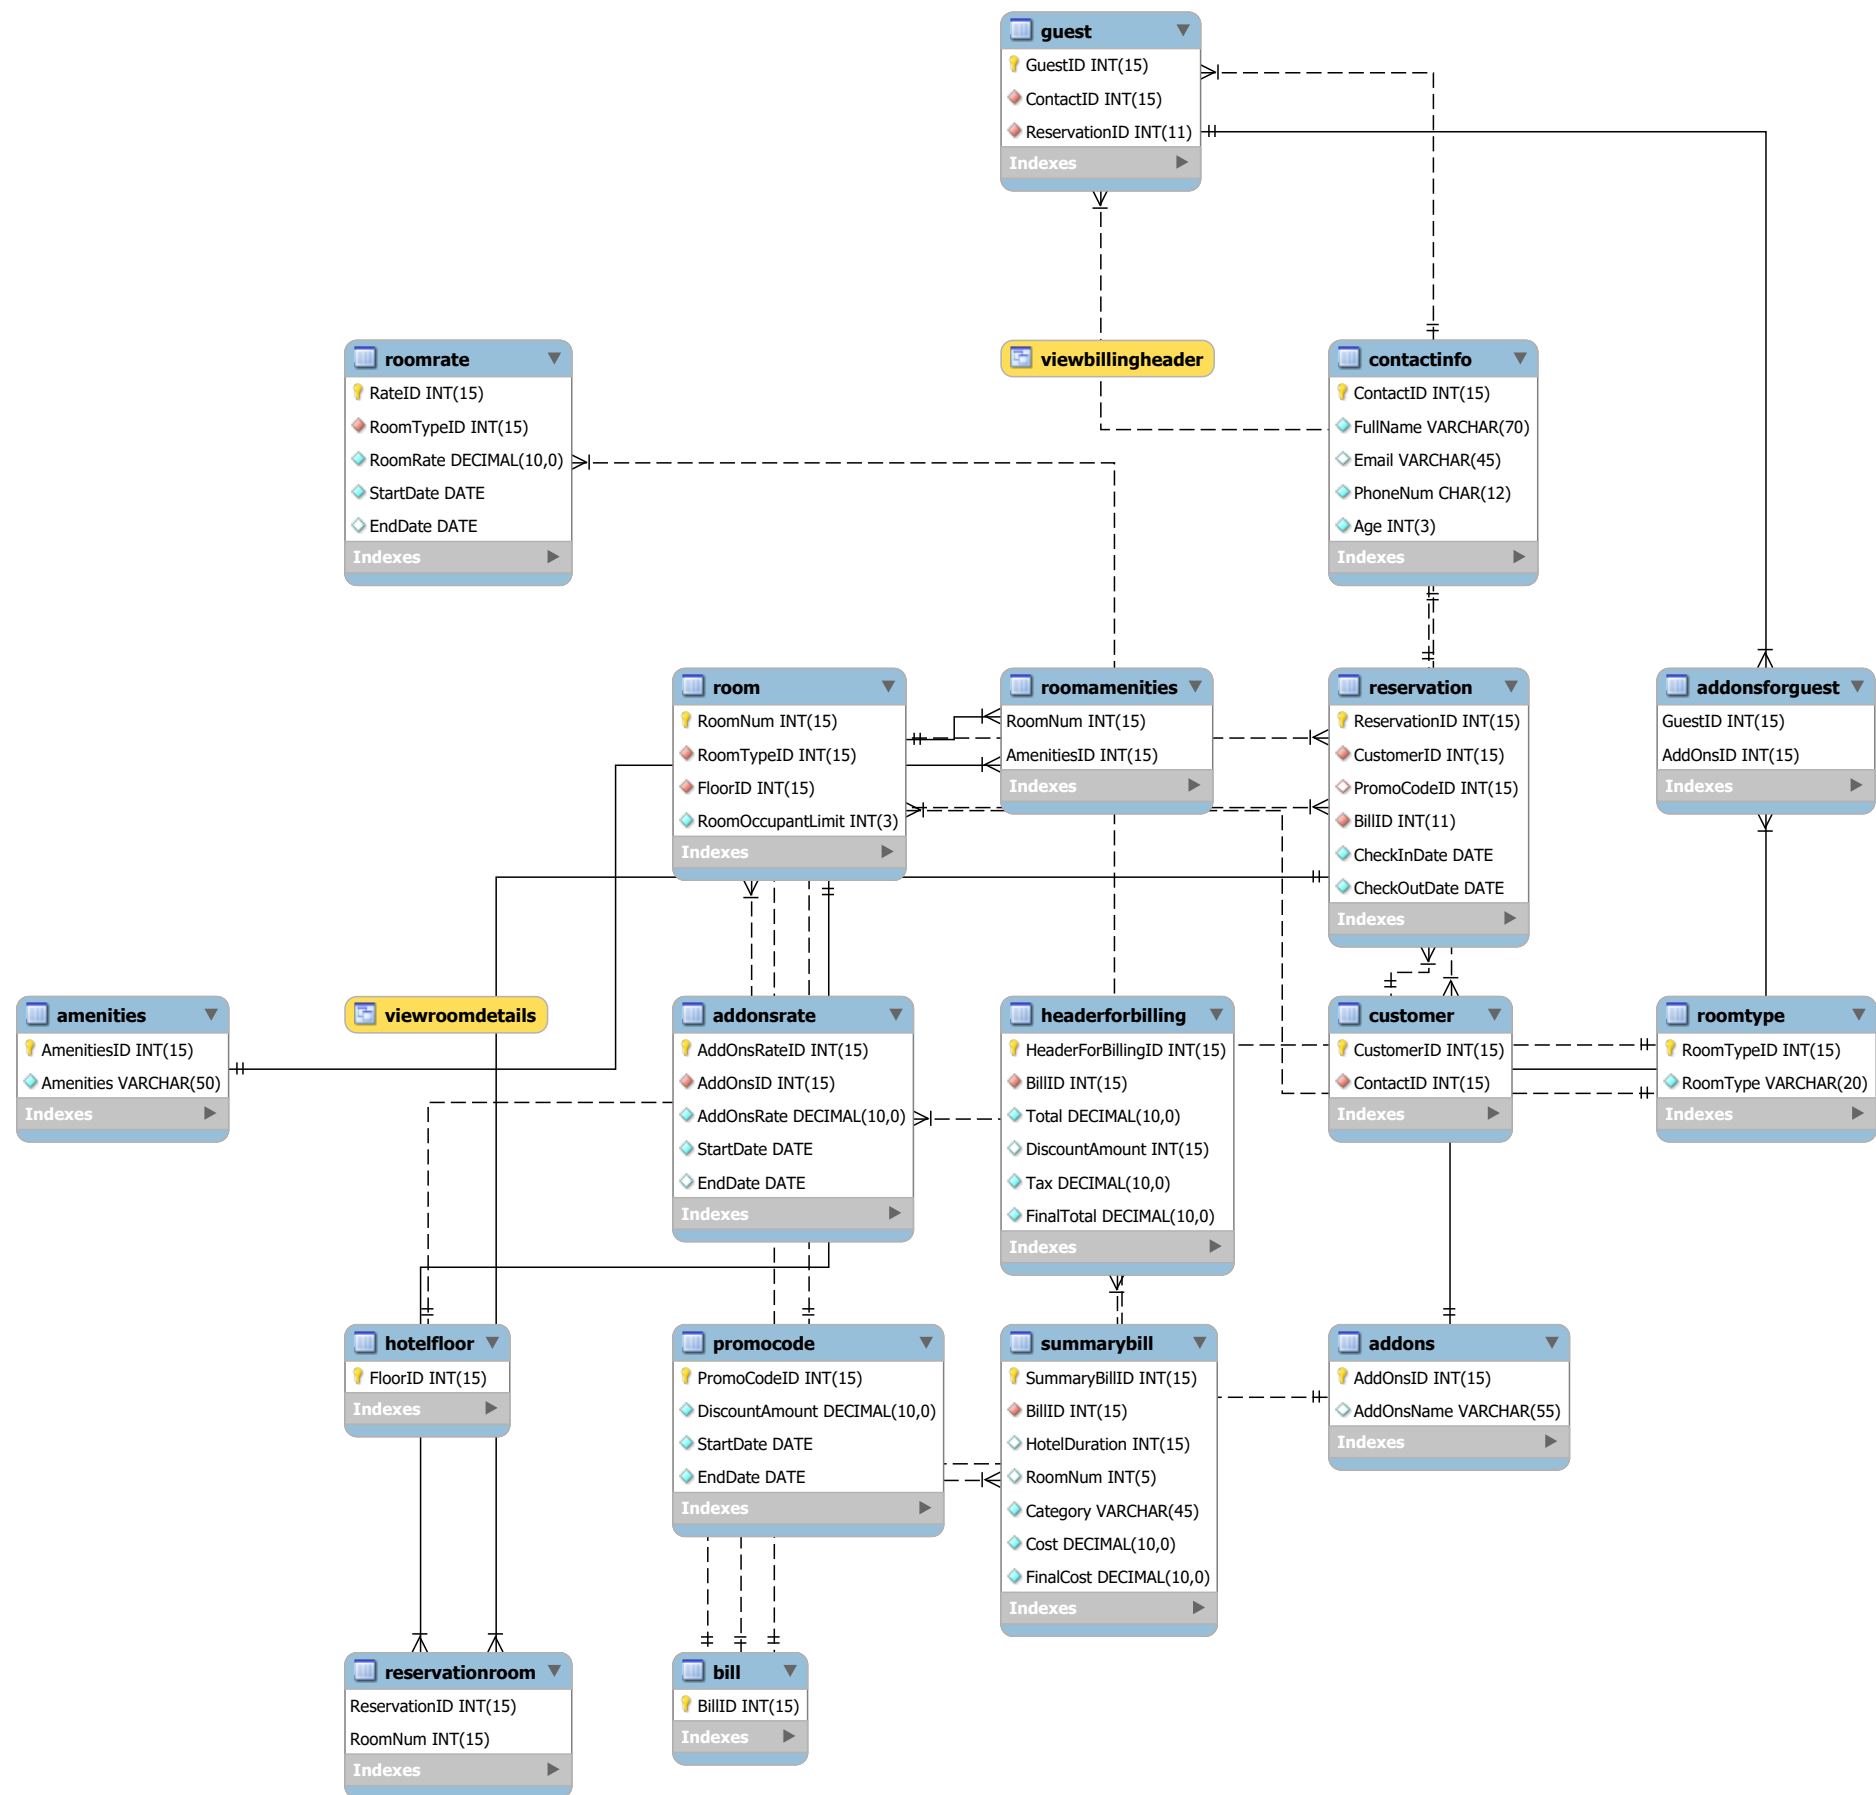 guest
GuestID INT(15)
ContactID INT(15)
ReservationID INT(11)
Indexes
roomrate
RateID INT(15)
RoomTypeID INT(15)
RoomRate DECIMAL(10,0)
StartDate DATE
EndDate DATE
Indexes
viewbillingheader
contactinfo
ContactID INT(15)
FullName VARCHAR(70)
Email VARCHAR(45)
PhoneNum CHAR(12)
Age INT(3)
Indexes
room
RoomNum INT(15)
RoomTypeID INT(15)
FloorID INT(15)
RoomOccupantLimit INT(3)
Indexes
roomamenities
RoomNum INT(15)
AmenitiesID INT(15)
Indexes
reservation
ReservationID INT(15)
CustomerID INT(15)
PromoCodeID INT(15)
BillID INT(11)
CheckInDate DATE
CheckOutDate DATE
Indexes
addonsforguest
GuestID INT(15)
AddOnsID INT(15)
Indexes
amenities
AmenitiesID INT(15)
Amenities VARCHAR(50)
Indexes
viewroomdetails
addonsrate
AddOnsRateID INT(15)
AddOnsID INT(15)
AddOnsRate DECIMAL(10,0)
StartDate DATE
EndDate DATE
Indexes
headerforbilling
HeaderForBillingID INT(15)
BillID INT(15)
Total DECIMAL(10,0)
DiscountAmount INT(15)
Tax DECIMAL(10,0)
FinalTotal DECIMAL(10,0)
Indexes
customer
CustomerID INT(15)
ContactID INT(15)
Indexes
roomtype
RoomTypeID INT(15)
RoomType VARCHAR(20)
Indexes
hotelfloor
FloorID INT(15)
Indexes
promocode
PromoCodeID INT(15)
DiscountAmount DECIMAL(10,0)
StartDate DATE
EndDate DATE
Indexes
summarybill
SummaryBillID INT(15)
BillID INT(15)
HotelDuration INT(15)
RoomNum INT(5)
Category VARCHAR(45)
Cost DECIMAL(10,0)
FinalCost DECIMAL(10,0)
Indexes
addons
AddOnsID INT(15)
AddOnsName VARCHAR(55)
Indexes
reservationroom
ReservationID INT(15)
RoomNum INT(15)
Indexes
bill
BillID INT(15)
Indexes